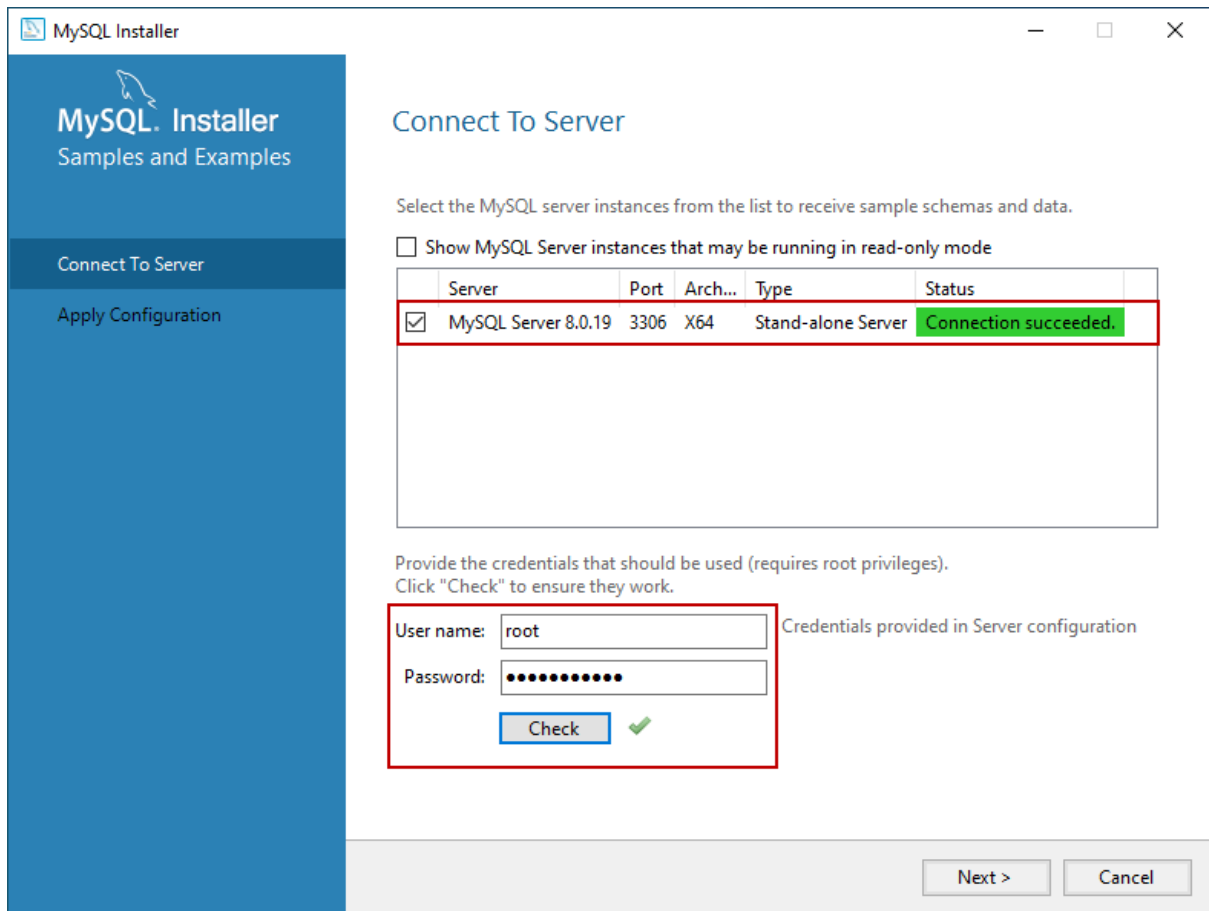 MySQL Installer
MySQL. Installer
Samples and Examples
Connect To Server
Apply Configuration
Connect To Server
Select the MySQL server instances from the list to receive sample schemas and data.
Show MySQL Server instances that may be running in read-only mode
Server Port Arch... Type Status
MySQL Server 8.0.19 3306 X64 Stand-alone Server Connection succeeded.
Provide the credentials that should be used (requires root privileges).
Click "Check" to ensure they work.
User name: root Credentials provided in Server configuration
Password: ●●●●●●●●●●●
Check
Next > Cancel